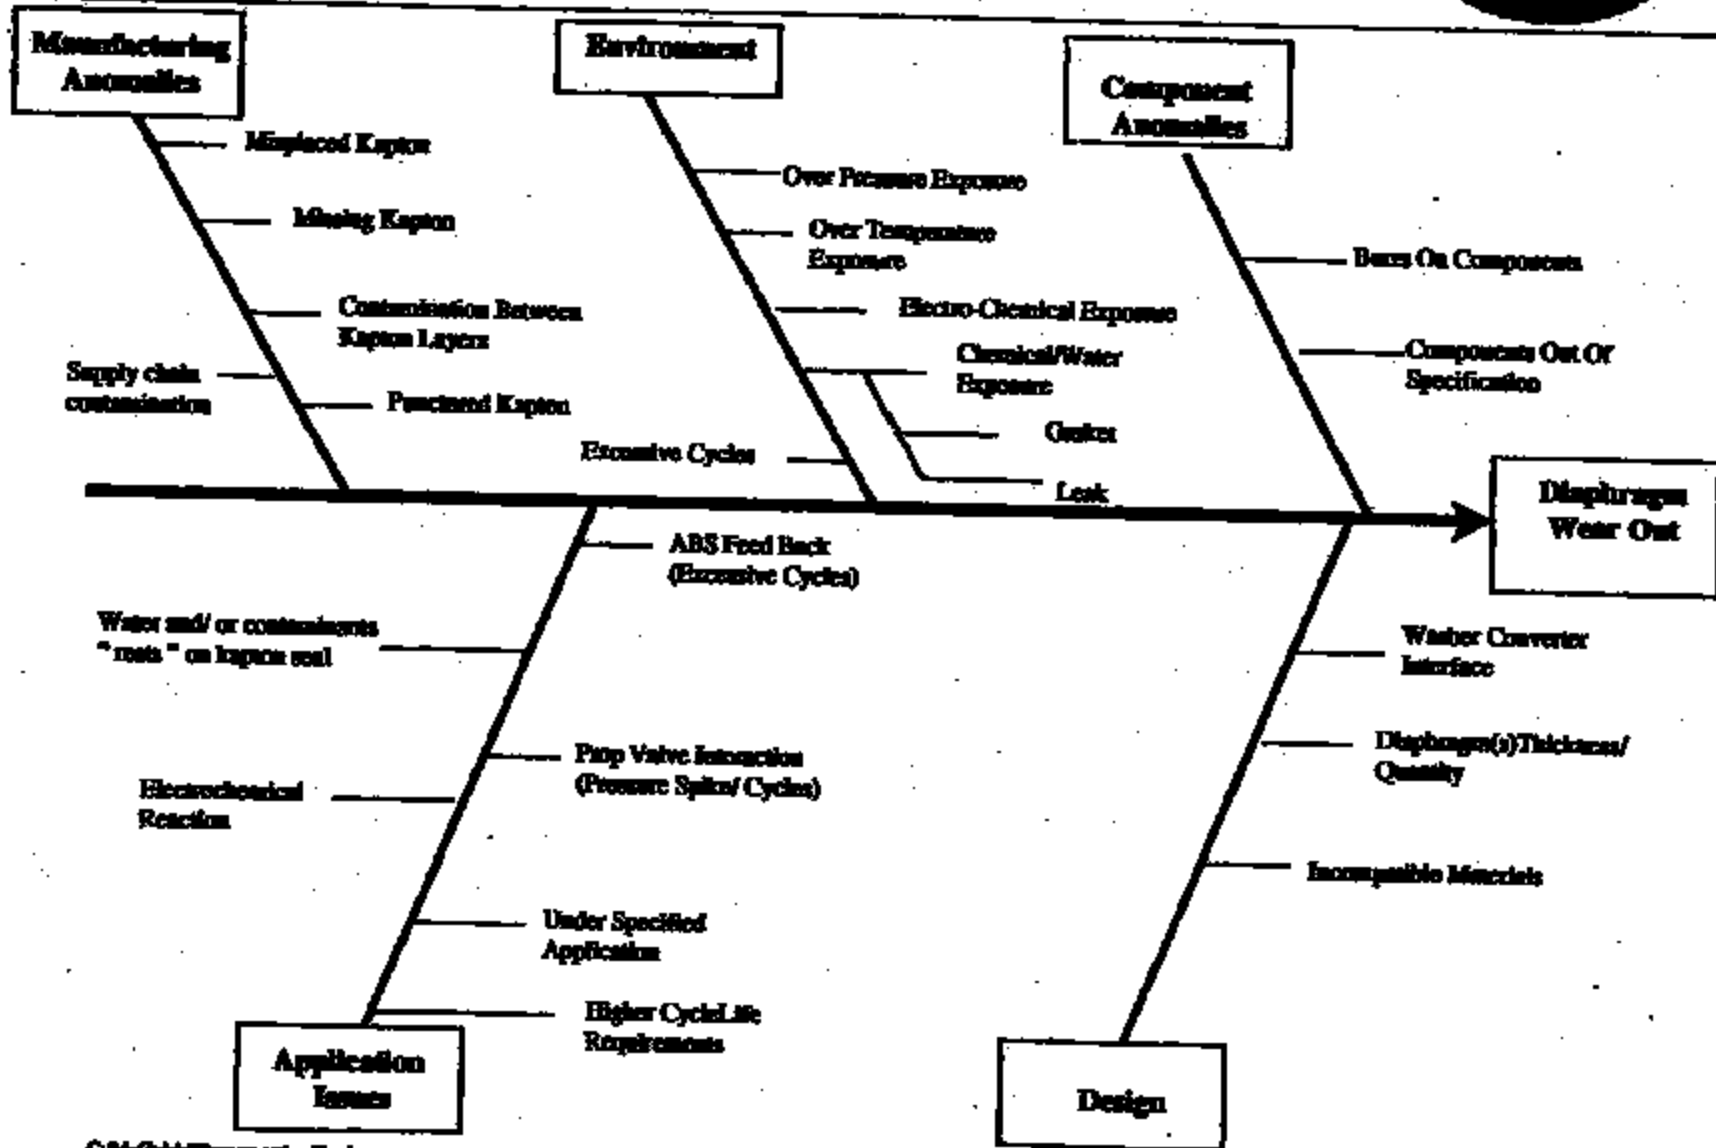 Manufacturing
Anomalies
Environment
Component
Anomalies
Misplaced Kapton
Missing Kapton
Contamination Between
Kapton Layers
Supply chain
contamination
Punctured Kapton
Over Pressure Exposure
Over Temperature
Exposure
Electro-Chemical Exposure
Chemical/Water
Exposure
Gasket
Leak
Excessive Cycles
Burrs On Components
Components Out Of
Specification
Diaphragm
Wear Out
ABS Feed Back
(Excessive Cycles)
Water and/ or contaminants
" rests " on kapton seal
Prop Valve Interaction
(Pressure Spike/ Cycles)
Electrochemical
Reaction
Under Specified
Application
Higher CycleLife
Requirements
Application
Issues
Washer Converter
Interface
Diaphragm(s)Thickness/
Quantity
Incompatible Materials
Design